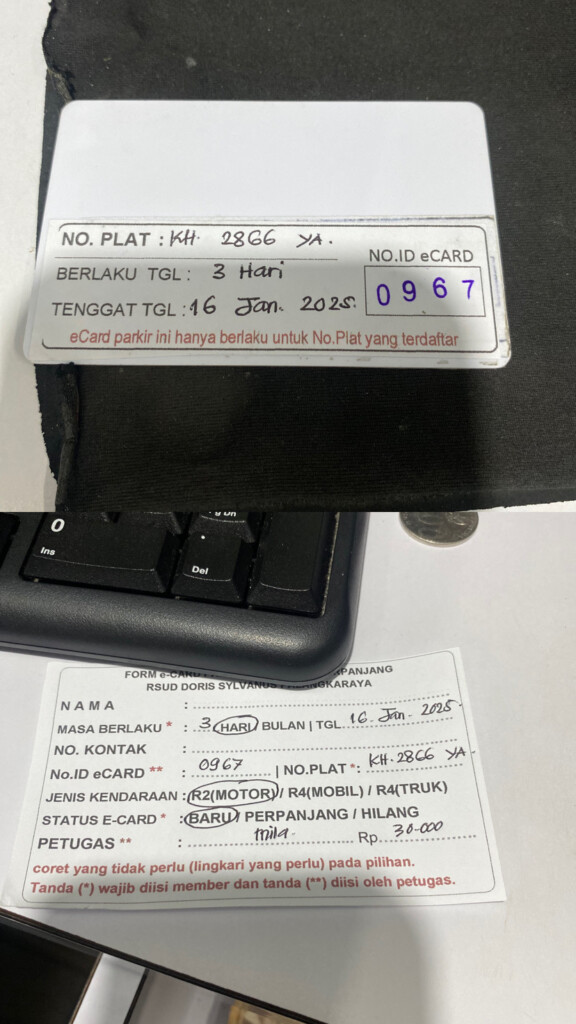 NO. PLAT : KH. 2866 YA.
BERLAKU TGL : 3 Hari
TENGGAT TGL : 16 Jan. 2025.
NO.ID eCARD
0967
eCard parkir ini hanya berlaku untuk No.Plat yang terdaftar
0
Ins
Del
FORM e-CARD PERPANJANG
RSUD DORIS SYLVANUS
NAMA :
MASA BERLAKU * : 3 HARI/ BULAN | TGL. 16. Jan. 2025.
NO. KONTAK :
No.ID eCARD ** : 0967 | NO.PLAT *: KH. 2866 YA
JENIS KENDARAAN : R2(MOTOR)/ R4(MOBIL) / R4(TRUK)
STATUS E-CARD * : BARU/ PERPANJANG / HILANG
PETUGAS ** : mila. Rp. 30.000
coret yang tidak perlu (lingkari yang perlu) pada pilihan.
Tanda (*) wajib diisi member dan tanda (**) diisi oleh petugas.